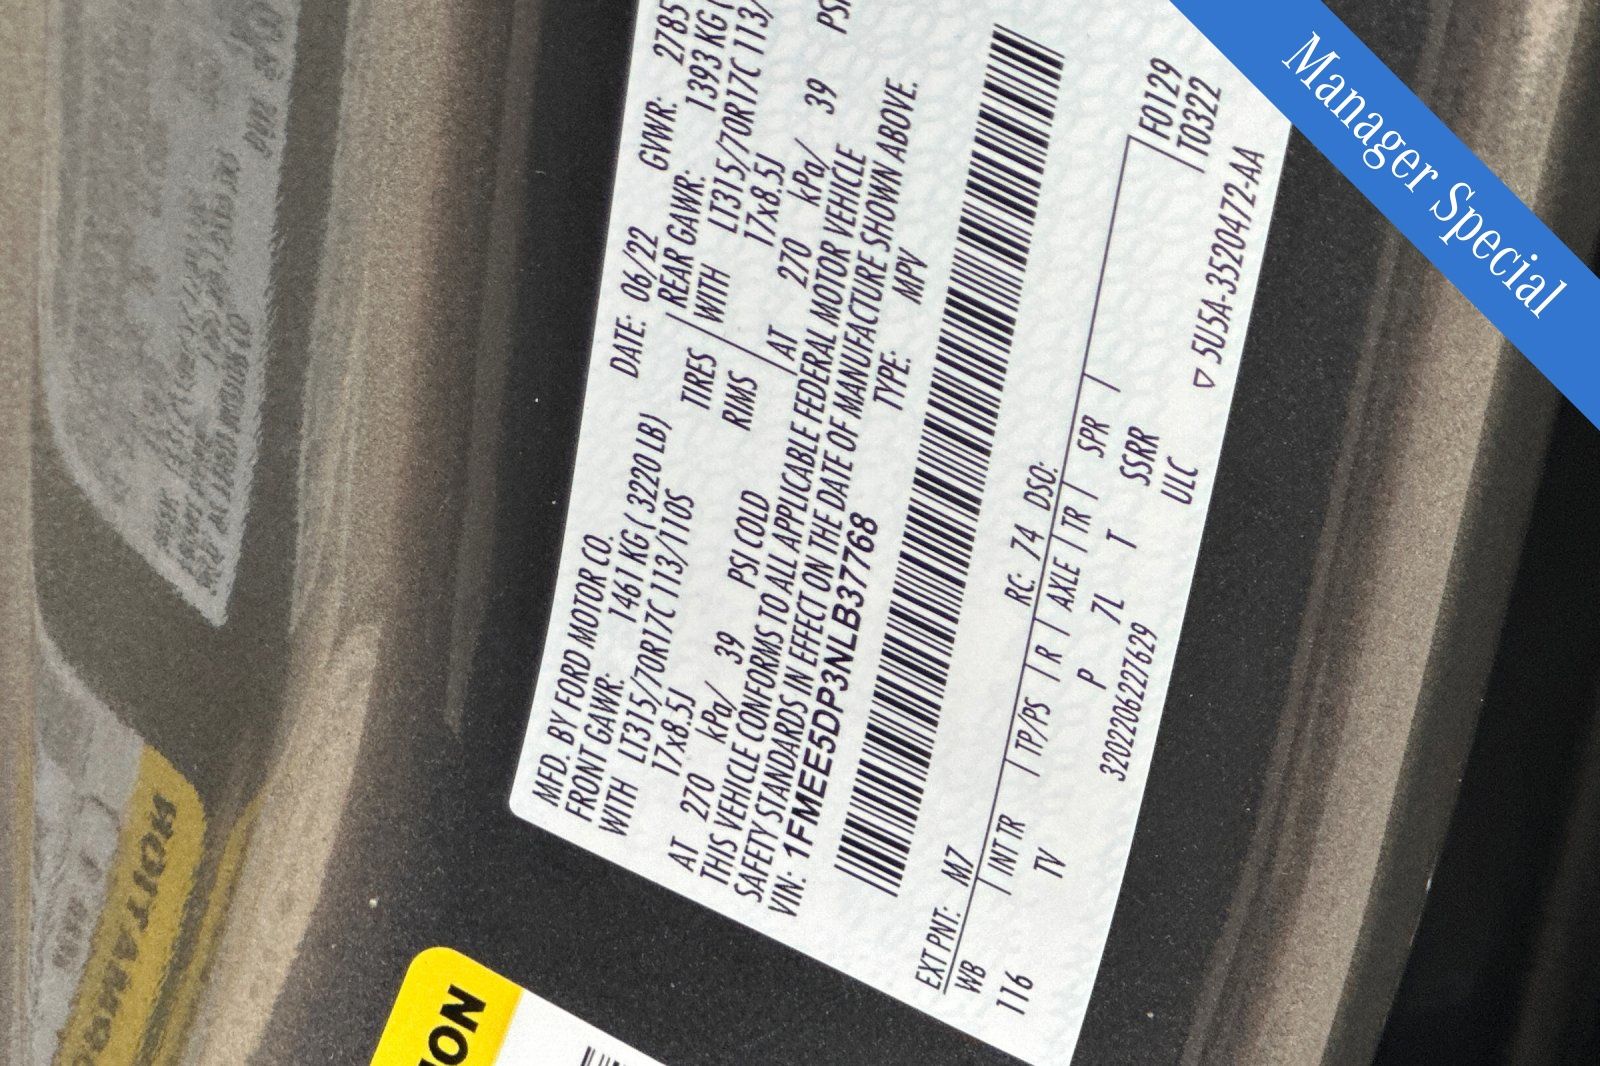 Manager Special
MFD. BY FORD MOTOR CO.
DATE: 06/22
GVWR: 2785
FRONT GAWR: 1461 KG ( 3220 LB)
REAR GAWR: 1393 KG (
WITH LT315/70R17C 113/110S
TIRES
WITH LT315/70R17C 113/
17x8.5J
RIMS
17x8.5J
AT 270 kPa/ 39 PSI COLD
AT 270 kPa/ 39 PSI
THIS VEHICLE CONFORMS TO ALL APPLICABLE FEDERAL MOTOR VEHICLE
SAFETY STANDARDS IN EFFECT ON THE DATE OF MANUFACTURE SHOWN ABOVE.
VIN: 1FMEE5DP3NLB37768
TYPE: MPV
EXT PNT: M7
RC: 74 DSO:
F0129
T0322
WB | INT TR | TP/PS | R | AXLE | TR | SPR |
116 TV P 7L T SSRR
3202206227629
ULC
▽ 5U5A-3520472-AA
ION